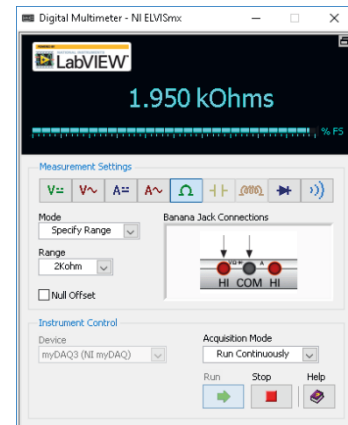 Digital Multimeter - NI ELVISmx
LabVIEW
1.950 kOhms
% FS
Measurement Settings
V= V~ A= A~ Ω
Mode
Banana Jack Connections
Specify Range
Range
2Kohm
HI COM HI
Null Offset
Instrument Control
Device
Acquisition Mode
myDAQ3 (NI myDAQ)
Run Continuously
Run Stop Help